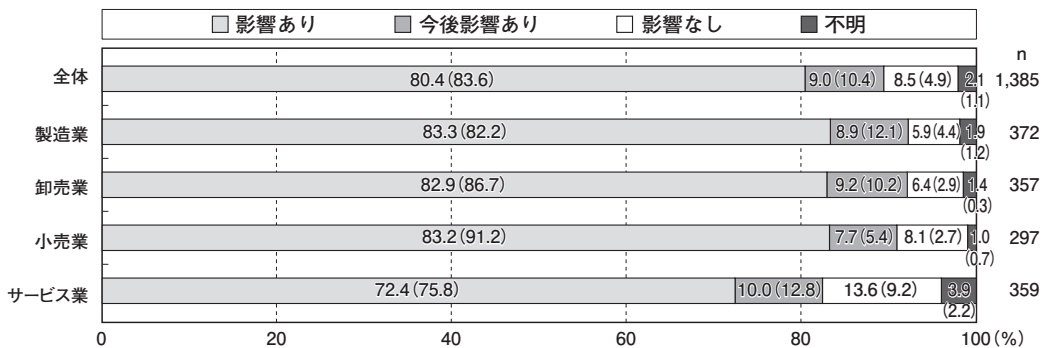 影響あり 今後影響あり 影響なし 不明
n
全体 80.4(83.6) 9.0(10.4) 8.5(4.9) 2.1 1,385
(1.1)
製造業 83.3(82.2) 8.9(12.1) 5.9(4.4) 1.9 372
(1.2)
卸売業 82.9(86.7) 9.2(10.2) 6.4(2.9) 1.4 357
(0.3)
小売業 83.2(91.2) 7.7(5.4) 8.1(2.7) 1.0 297
(0.7)
サービス業 72.4(75.8) 10.0(12.8) 13.6(9.2) 3.9 359
(2.2)
0 20 40 60 80 100(%)